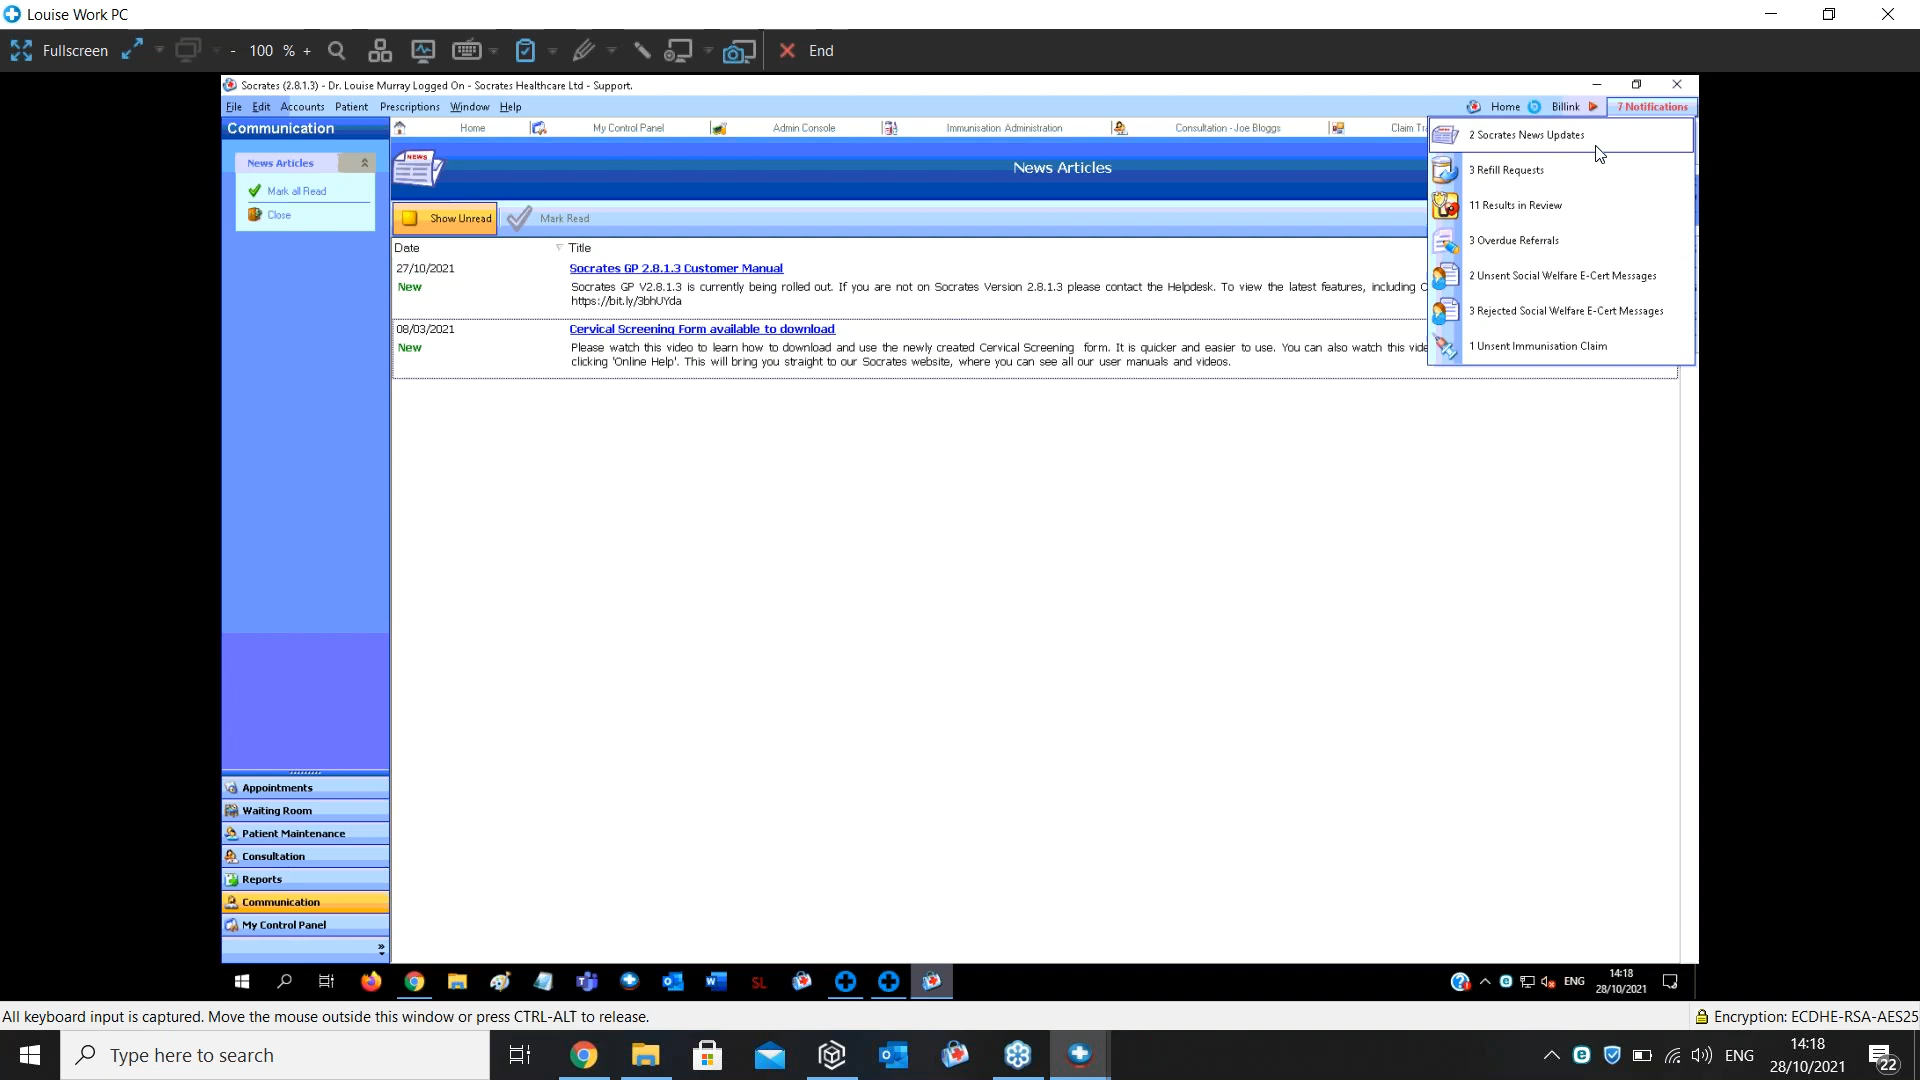 Louise Work PC
Fullscreen - 100 % + End
Socrates (2.8.1.3) - Dr. Louise Murray Logged On - Socrates Healthcare Ltd - Support.
File Edit Accounts Patient Prescriptions Window Help Home Billink 7 Notifications
Communication Home My Control Panel Admin Console Immunisation Administration Consultation - Joe Bloggs Claim
2 Socrates News Updates
3 Refill Requests
11 Results in Review
3 Overdue Referrals
2 Unsent Social Welfare E-Cert Messages
3 Rejected Social Welfare E-Cert Messages
1 Unsent Immunisation Claim
News Articles
Mark all Read
Close
NEWS
News Articles
Show Unread Mark Read
Date Title
27/10/2021 Socrates GP 2.8.1.3 Customer Manual
New Socrates GP V2.8.1.3 is currently being rolled out. If you are not on Socrates Version 2.8.1.3 please contact the Helpdesk. To view the latest features, including
https://bit.ly/3bhUYda
08/03/2021 Cervical Screening Form available to download
New Please watch this video to learn how to download and use the newly created Cervical Screening form. It is quicker and easier to use. You can also watch this
clicking 'Online Help'. This will bring you straight to our Socrates website, where you can see all our user manuals and videos.
Appointments
Waiting Room
Patient Maintenance
Consultation
Reports
Communication
My Control Panel
SL ENG 14:18
28/10/2021
All keyboard input is captured. Move the mouse outside this window or press CTRL-ALT to release. Encryption: ECDHE-RSA-AES25
Type here to search ENG 14:18
28/10/2021 22